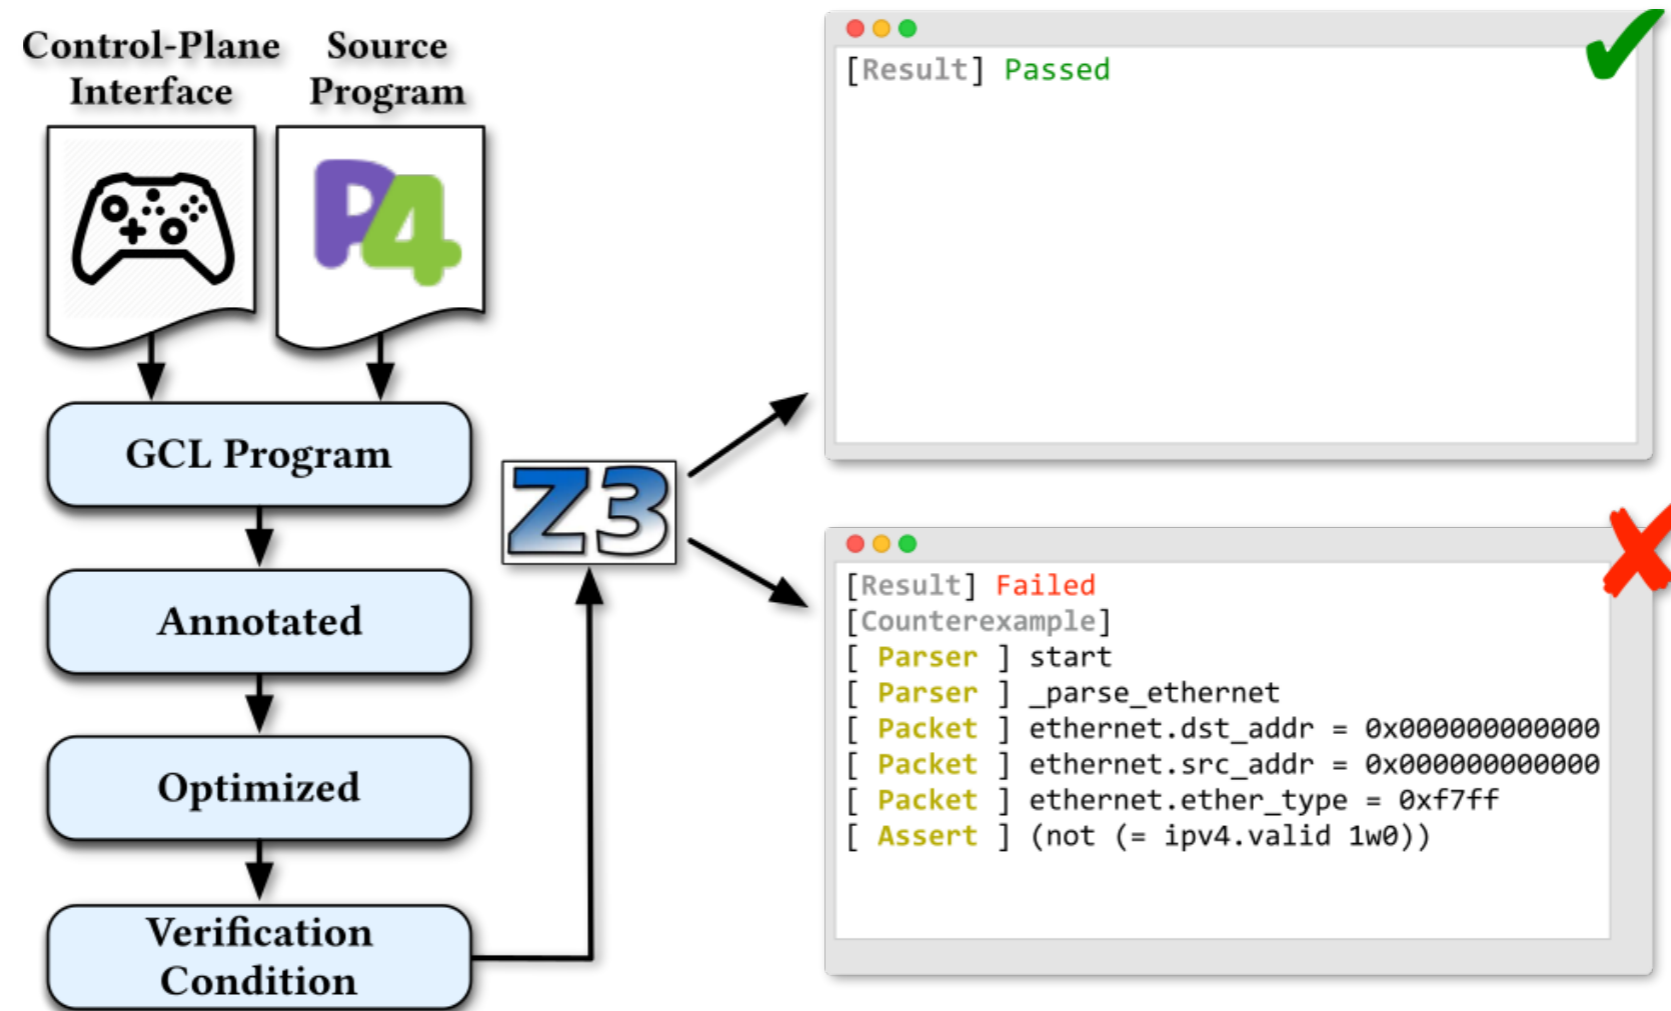 Control-Plane
Interface
Source
Program
P4
GCL Program
Annotated
Optimized
Verification
Condition
Z3
[Result] Passed
[Result] Failed
[Counterexample]
[ Parser ] start
[ Parser ] _parse_ethernet
[ Packet ] ethernet.dst_addr = 0x000000000000
[ Packet ] ethernet.src_addr = 0x000000000000
[ Packet ] ethernet.ether_type = 0xf7ff
[ Assert ] (not (= ipv4.valid 1w0))